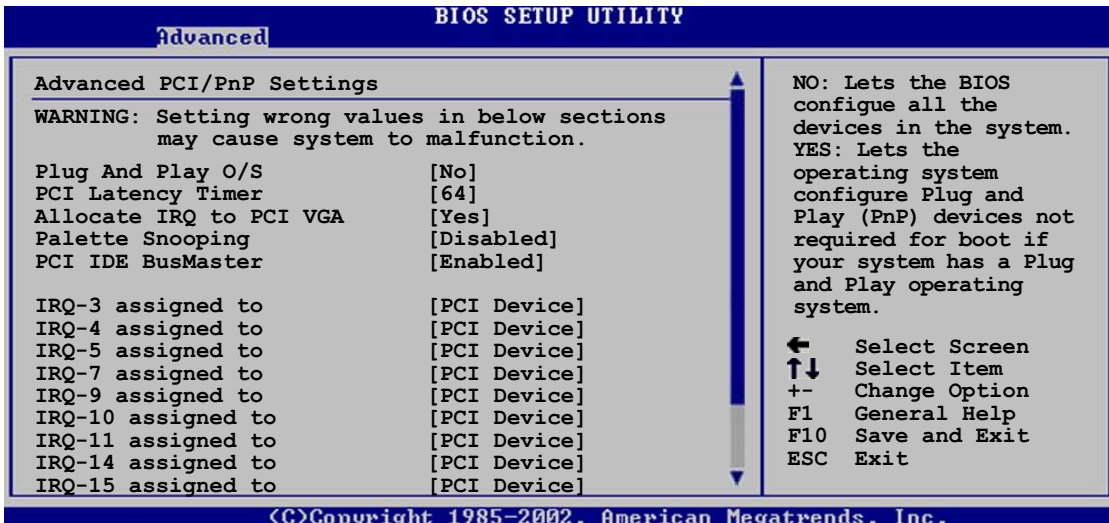 BIOS SETUP UTILITY
Advanced
Advanced PCI/PnP Settings
WARNING: Setting wrong values in below sections
may cause system to malfunction.
Plug And Play O/S [No]
PCI Latency Timer [64]
Allocate IRQ to PCI VGA [Yes]
Palette Snooping [Disabled]
PCI IDE BusMaster [Enabled]
IRQ-3 assigned to [PCI Device]
IRQ-4 assigned to [PCI Device]
IRQ-5 assigned to [PCI Device]
IRQ-7 assigned to [PCI Device]
IRQ-9 assigned to [PCI Device]
IRQ-10 assigned to [PCI Device]
IRQ-11 assigned to [PCI Device]
IRQ-14 assigned to [PCI Device]
IRQ-15 assigned to [PCI Device]
NO: Lets the BIOS
configue all the
devices in the system.
YES: Lets the
operating system
configure Plug and
Play (PnP) devices not
required for boot if
your system has a Plug
and Play operating
system.
← Select Screen
↑↓ Select Item
+- Change Option
F1 General Help
F10 Save and Exit
ESC Exit
(C)Copyright 1985-2002, American Megatrends, Inc.